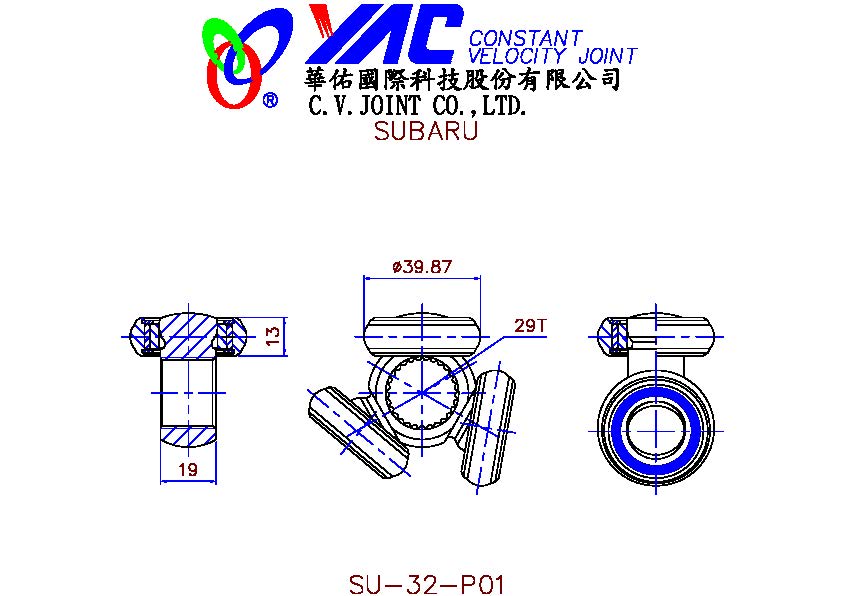 YAC CONSTANT
VELOCITY JOINT
®
華佑國際科技股份有限公司
C.V.JOINT CO.,LTD.
SUBARU
ø39.87
29T
13
19
SU-32-P01